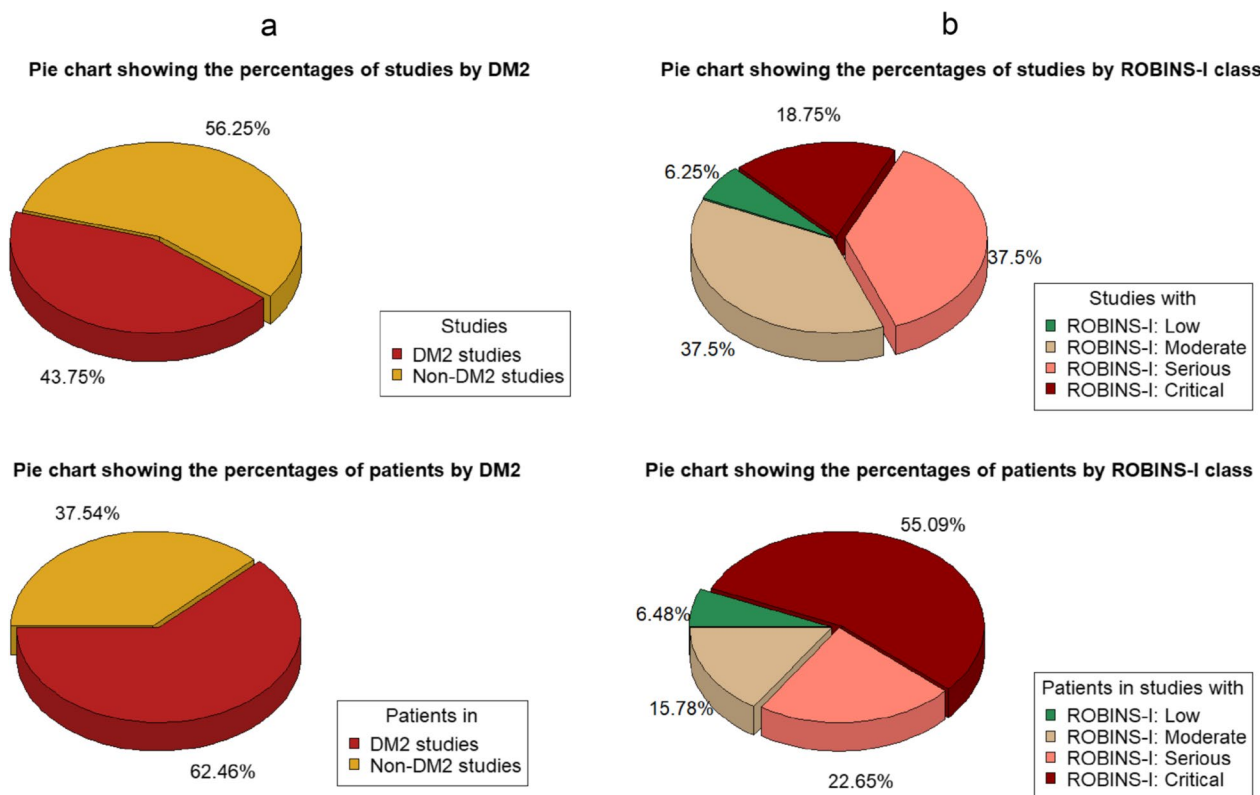 a
Pie chart showing the percentages of studies by DM2
56.25%
43.75%
Studies
DM2 studies
Non-DM2 studies
Pie chart showing the percentages of patients by DM2
37.54%
62.46%
Patients in
DM2 studies
Non-DM2 studies
b
Pie chart showing the percentages of studies by ROBINS-I class
18.75%
6.25%
37.5%
37.5%
Studies with
ROBINS-I: Low
ROBINS-I: Moderate
ROBINS-I: Serious
ROBINS-I: Critical
Pie chart showing the percentages of patients by ROBINS-I class
55.09%
6.48%
15.78%
22.65%
Patients in studies with
ROBINS-I: Low
ROBINS-I: Moderate
ROBINS-I: Serious
ROBINS-I: Critical